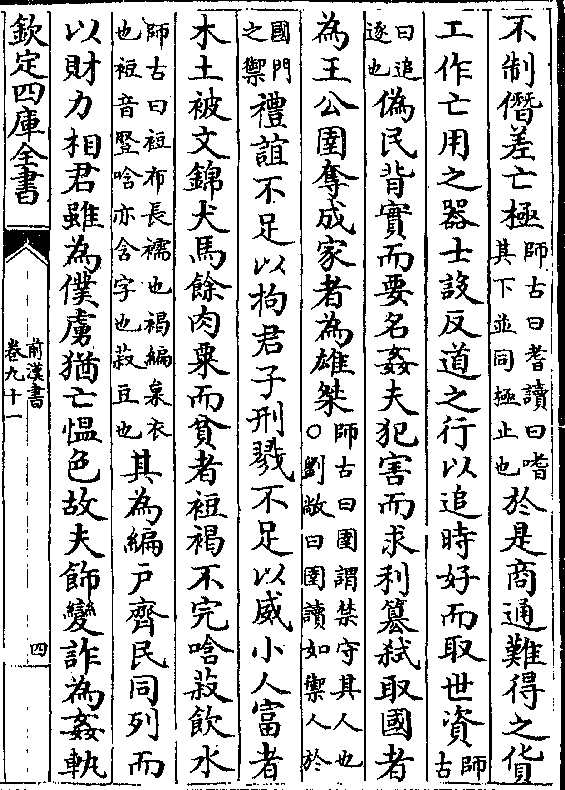 不制僭差亡極師古曰耆讀曰嗜其下並同極止也於是商通難得之貨
工作亡用之器士設反道之行以追時好而取世資師古
曰追逐也偽民背實而要名姦夫犯害而求利簒弑取國者
為王公圉奪成家者為雄桀師古曰圉謂禁守其人也○劉敞曰圉讀如禦人於
國門之禦禮誼不足以拘君子刑戮不足以威小人富者
木土被文錦犬馬餘肉粟而貧者裋褐不完唅菽飲水
師古曰裋布長襦也褐編枲衣也裋音豎唅亦含字也菽豆也其為編戶齊民同列而
以財力相君雖為僕虜猶亡慍色故夫飾變詐為姦軌
欽定四庫全書
前漢書
卷九十一
四